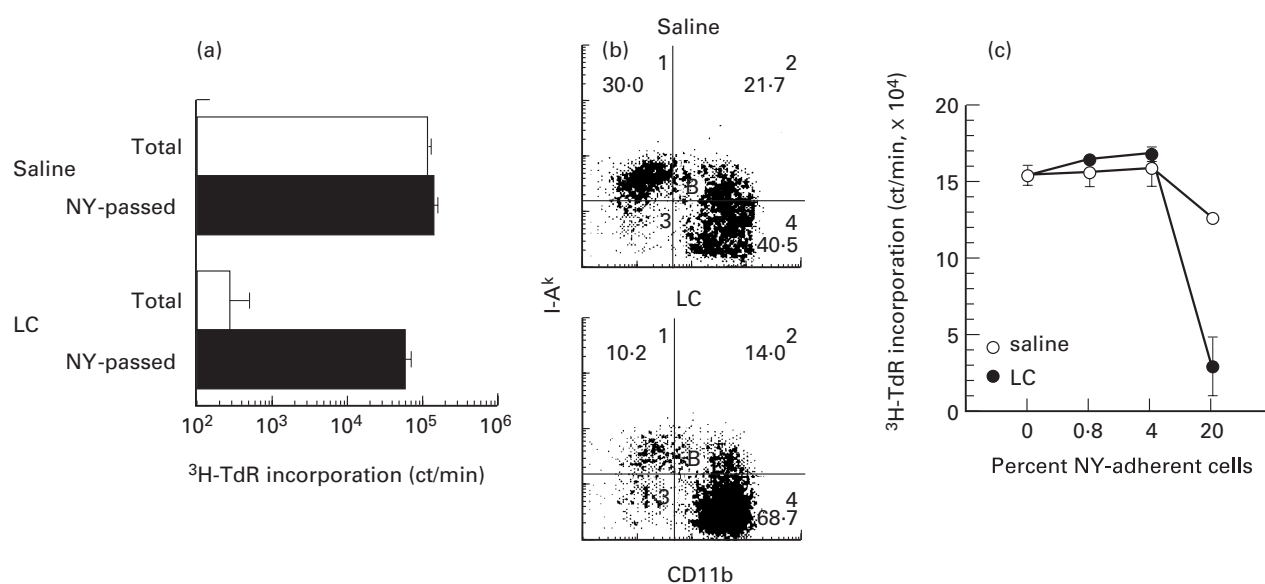 (a)
Saline
Total
NY-passed
LC
Total
NY-passed
10² 10³ 10⁴ 10⁵ 10⁶
³H-TdR incorporation (ct/min)
(b)
Saline
1 2
30·0 21·7
B
3 4
40·5
I-Aᵏ
LC
1 2
10·2 14·0
B
3 4
68·7
CD11b
(c)
³H-TdR incorporation (ct/min, x 10⁴)
20
15
10
5
0
saline
LC
0 0·8 4 20
Percent NY-adherent cells